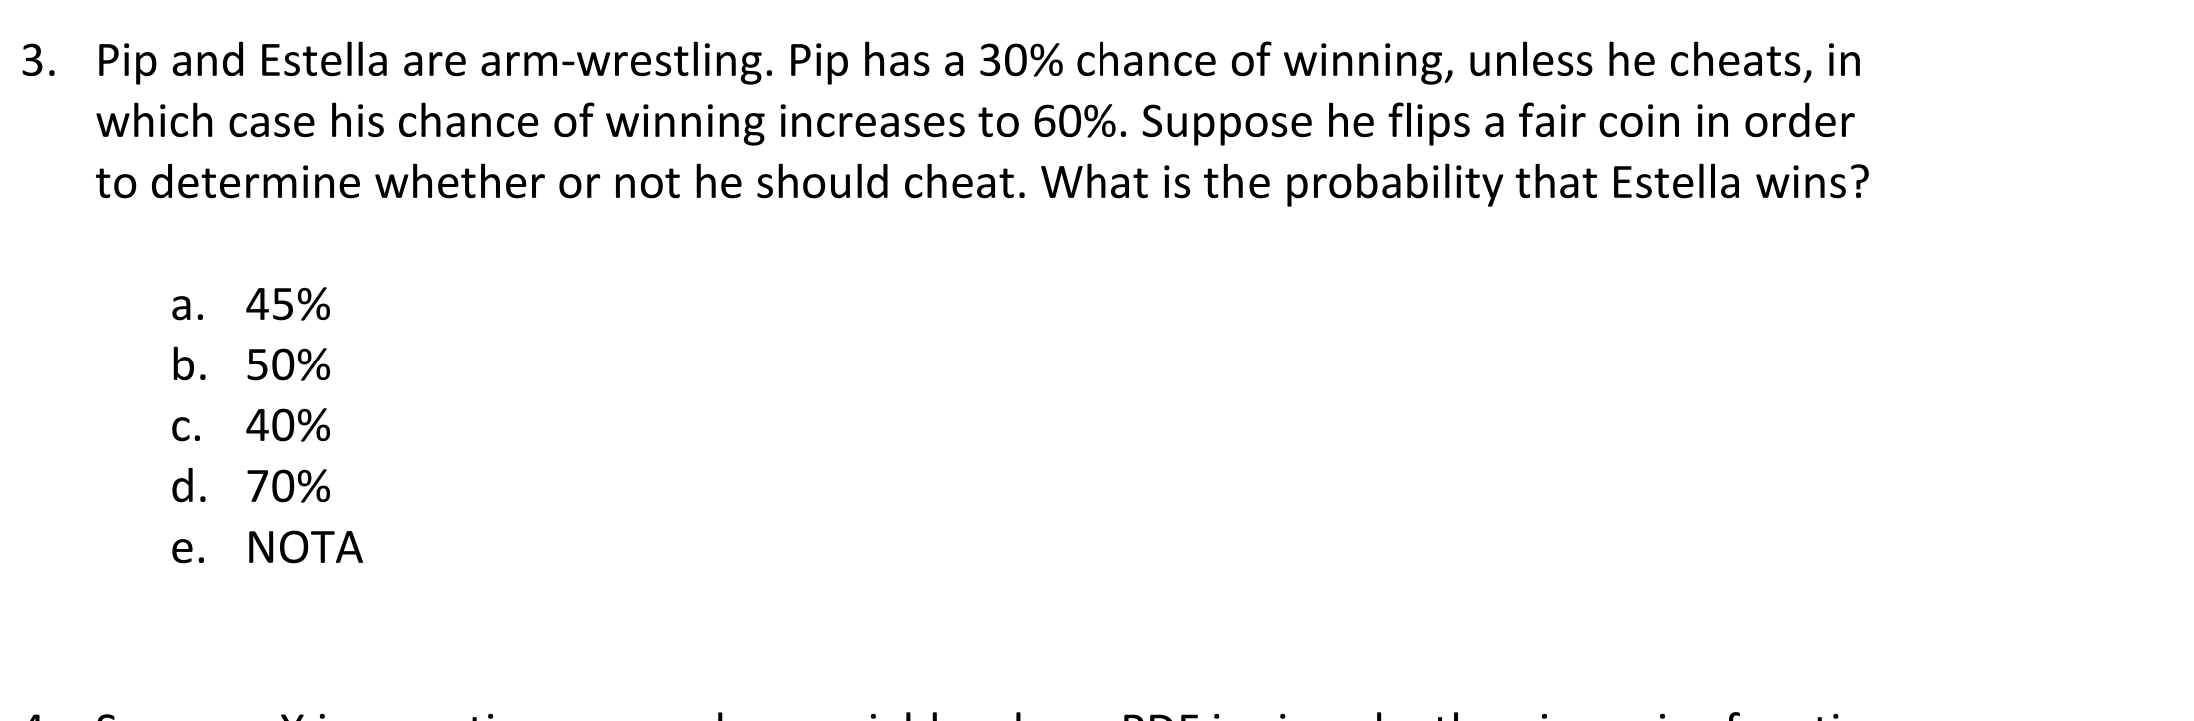 3. Pip and Estella are arm-wrestling. Pip has a 30% chance of winning, unless he cheats, in
which case his chance of winning increases to 60%. Suppose he flips a fair coin in order
to determine whether or not he should cheat. What is the probability that Estella wins?
a. 45%
b. 50%
c. 40%
d. 70%
e. NOTA